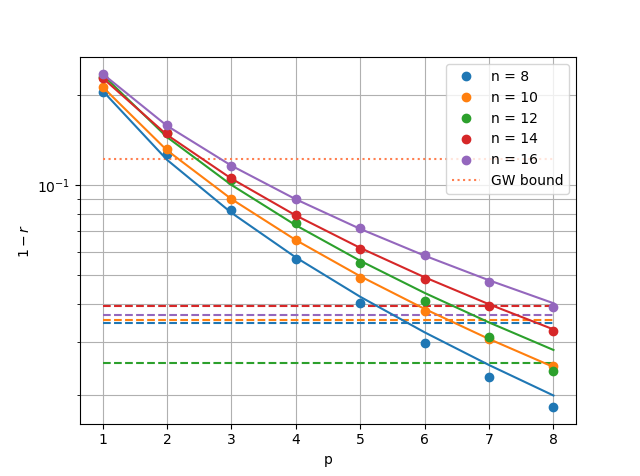 n = 8
n = 10
n = 12
n = 14
n = 16
GW bound
10⁻¹
1 − r
1 2 3 4 5 6 7 8
p